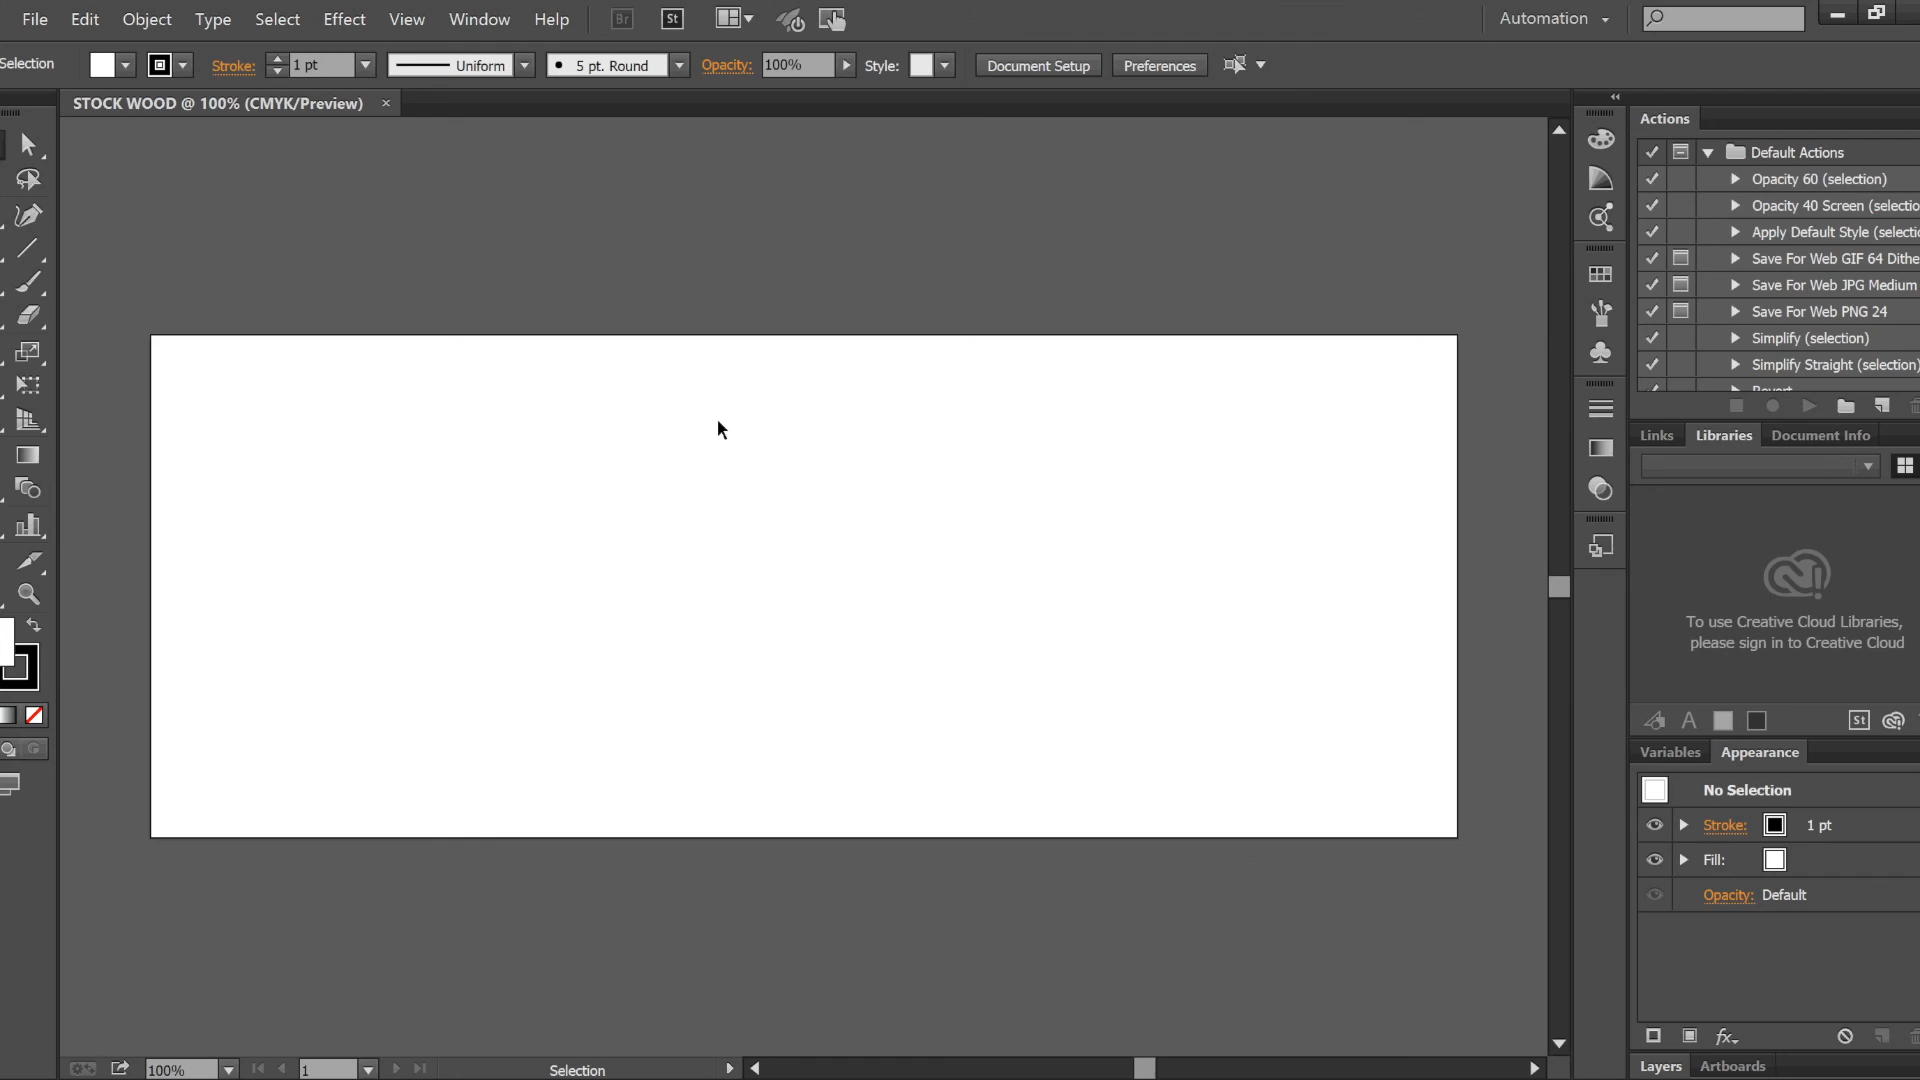 File Edit Object Type Select Effect View Window Help Br St Automation
Selection Stroke: 1 pt Uniform 5 pt. Round Opacity: 100% Style: Document Setup Preferences
STOCK WOOD @ 100% (CMYK/Preview) ×
Actions
Default Actions
Opacity 60 (selection)
Opacity 40 Screen (selectio
Apply Default Style (selectio
Save For Web GIF 64 Dithe
Save For Web JPG Medium
Save For Web PNG 24
Simplify (selection)
Simplify Straight (selection)
Revert
Links Libraries Document Info
To use Creative Cloud Libraries,
please sign in to Creative Cloud
A St
Variables Appearance
No Selection
Stroke: 1 pt
Fill:
Opacity: Default
fx
Layers Artboards
100% 1 Selection